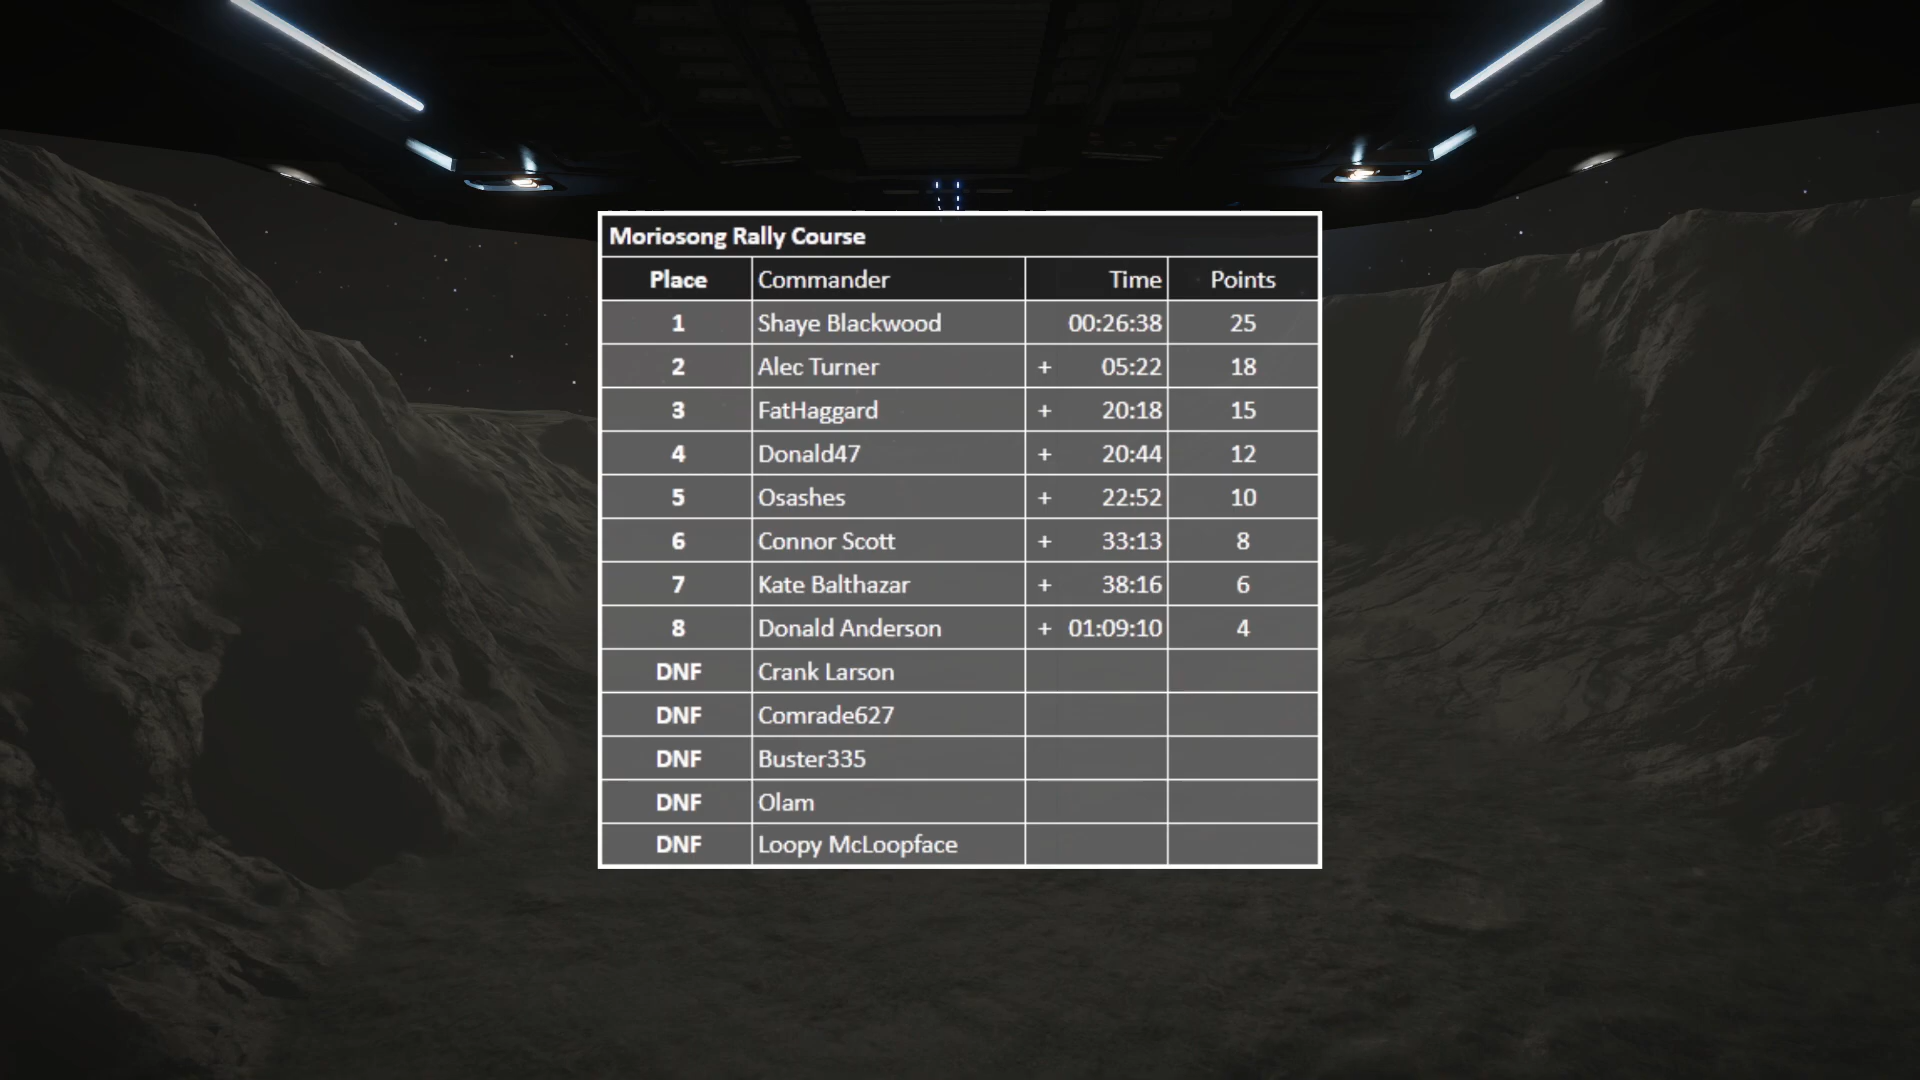 Moriosong Rally Course
Place Commander Time Points
1 Shaye Blackwood 00:26:38 25
2 Alec Turner + 05:22 18
3 FatHaggard + 20:18 15
4 Donald47 + 20:44 12
5 Osashes + 22:52 10
6 Connor Scott + 33:13 8
7 Kate Balthazar + 38:16 6
8 Donald Anderson + 01:09:10 4
DNF Crank Larson
DNF Comrade627
DNF Buster335
DNF Olam
DNF Loopy McLoopface